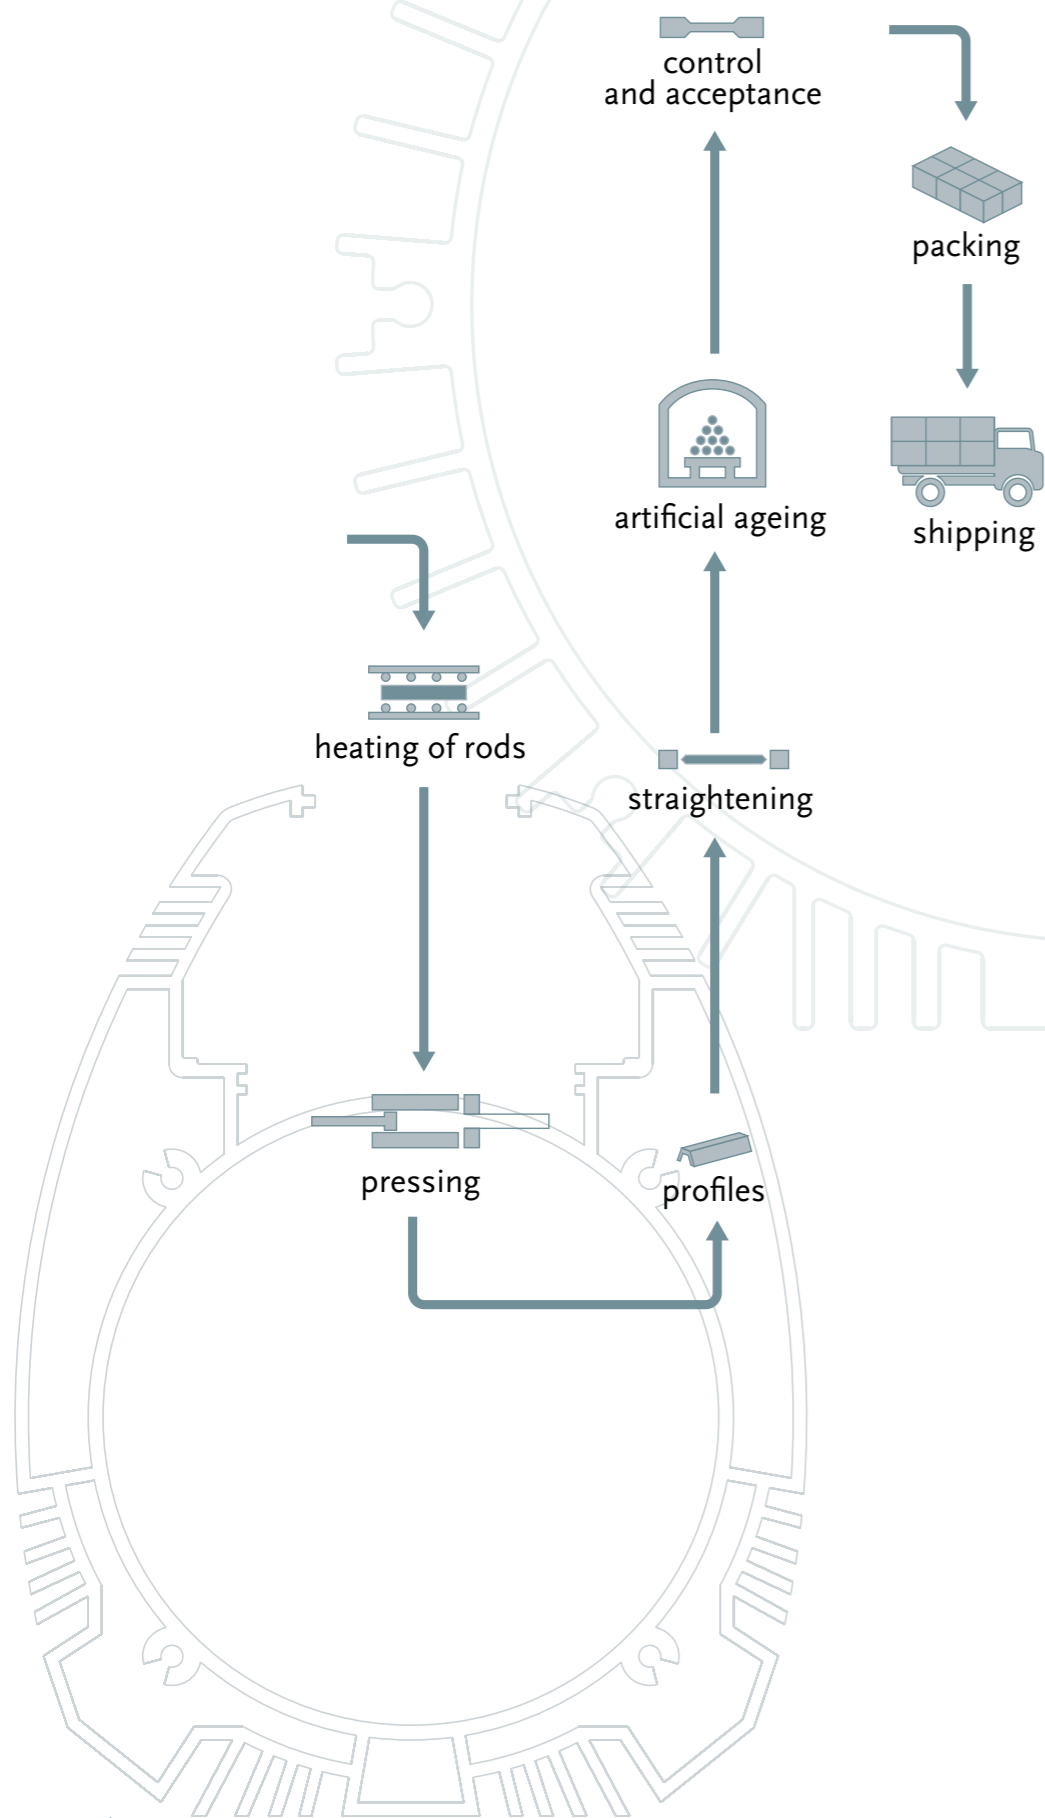 control
and acceptance
packing
artificial ageing
shipping
heating of rods
straightening
pressing
profiles